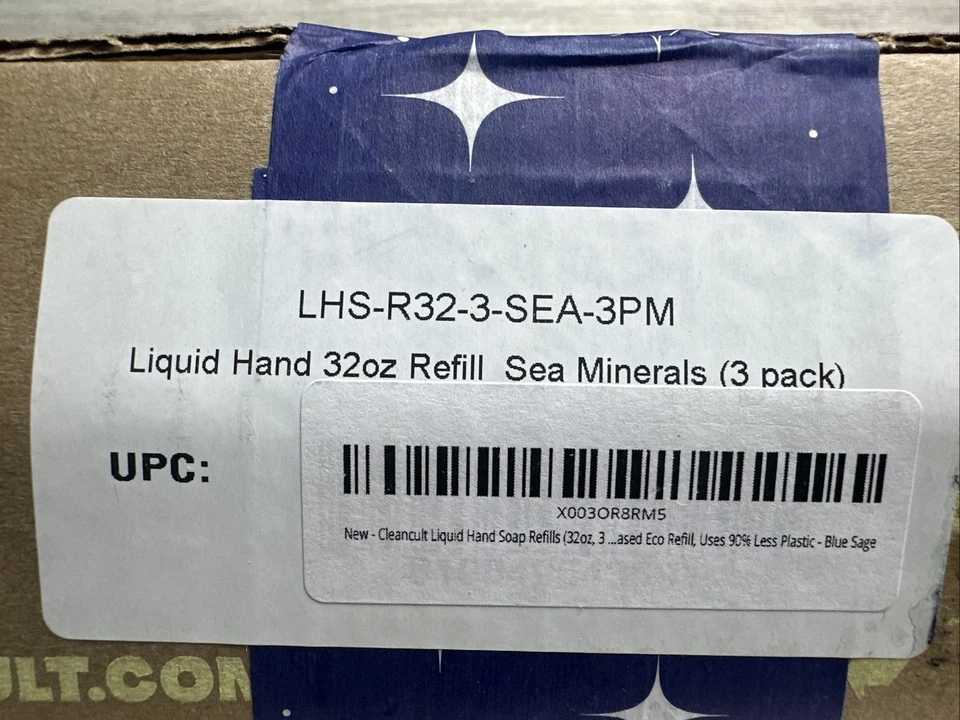 LHS-R32-3-SEA-3PM
Liquid Hand 32oz Refill Sea Minerals (3 pack)
UPC:
X003OR8RM5
New - Cleancult Liquid Hand Soap Refills (32oz, 3 ...ased Eco Refill, Uses 90% Less Plastic - Blue Sage
ULT.COM